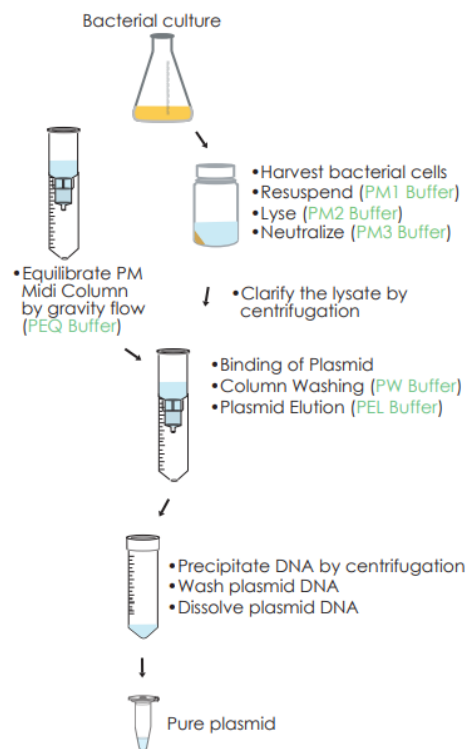 Bacterial culture
•Harvest bacterial cells
•Resuspend (PM1 Buffer)
•Lyse (PM2 Buffer)
•Neutralize (PM3 Buffer)
•Equilibrate PM
Midi Column
by gravity flow
(PEQ Buffer)
•Clarify the lysate by
centrifugation
•Binding of Plasmid
•Column Washing (PW Buffer)
•Plasmid Elution (PEL Buffer)
•Precipitate DNA by centrifugation
•Wash plasmid DNA
•Dissolve plasmid DNA
Pure plasmid